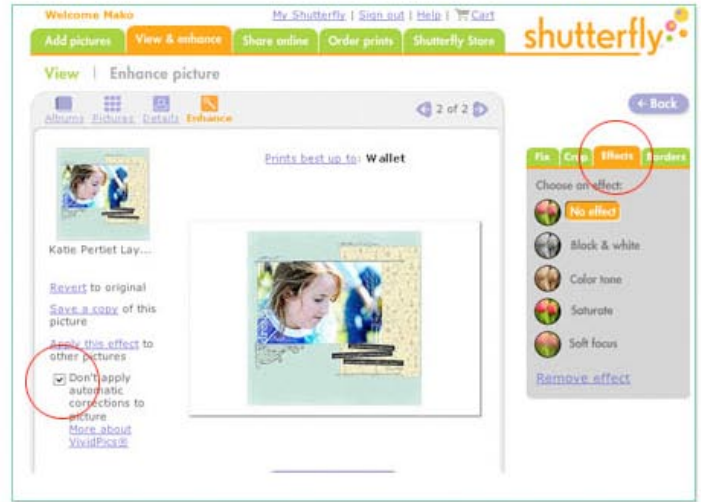 Welcome Mako
My Shutterfly | Sign out | Help | Cart
Add pictures
View & enhance
Share online
Order prints
Shutterfly Store
shutterfly
View | Enhance picture
Albums
Pictures
Details
Enhance
2 of 2
Back
Prints best up to: Wallet
Fix
Crop
Effects
Borders
Choose an effect:
No effect
Black & white
Color tone
Saturate
Soft focus
Remove effect
Katie Pertiet Lay...
Revert to original
Save a copy of this
picture
Apply this effect to
other pictures
Don't apply
automatic
corrections to
picture
More about
VividPics®